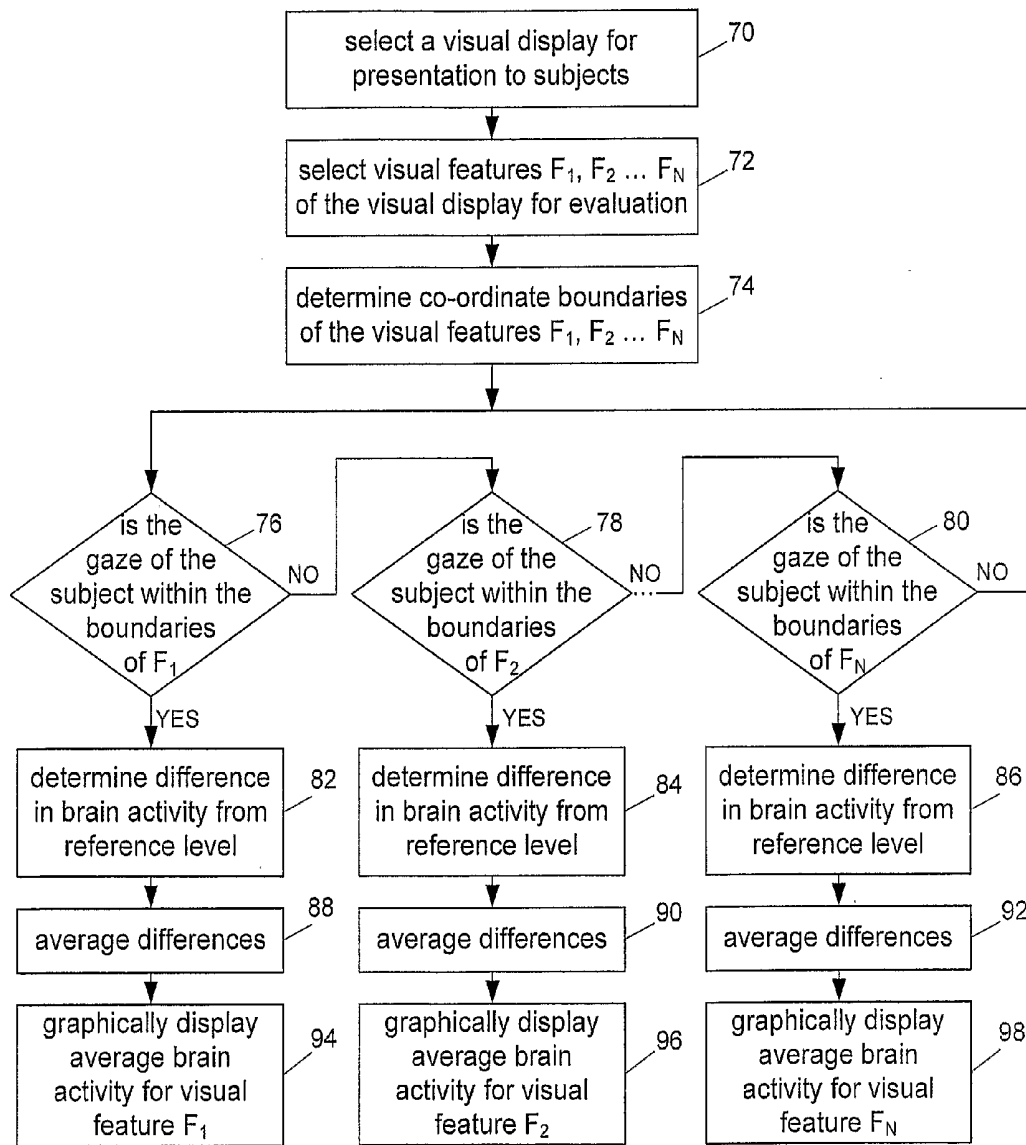 select a visual display for
presentation to subjects
70
select visual features F₁, F₂ ... F_N
of the visual display for evaluation
72
determine co-ordinate boundaries
of the visual features F₁, F₂ ... F_N
74
is the
gaze of the
subject within the
boundaries
of F₁
76
NO
YES
is the
gaze of the
subject within the
boundaries
of F₂
78
NO
...
YES
is the
gaze of the
subject within the
boundaries
of F_N
80
NO
YES
determine difference
in brain activity from
reference level
82
determine difference
in brain activity from
reference level
84
determine difference
in brain activity from
reference level
86
average differences
88
average differences
90
average differences
92
graphically display
average brain
activity for visual
feature F₁
94
graphically display
average brain
activity for visual
feature F₂
96
graphically display
average brain
activity for visual
feature F_N
98